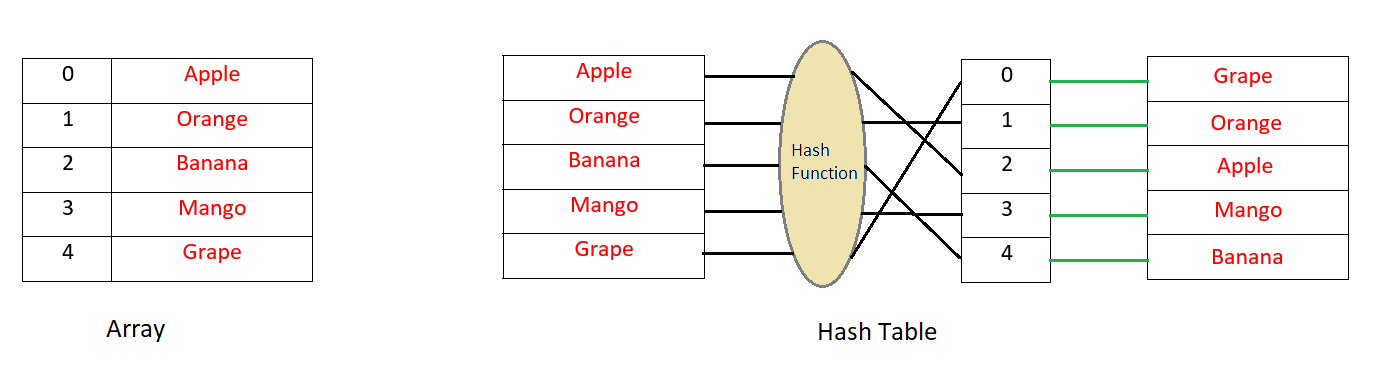 0 Apple
1 Orange
2 Banana
3 Mango
4 Grape
Array
Apple
Orange
Banana
Mango
Grape
Hash
Function
0 Grape
1 Orange
2 Apple
3 Mango
4 Banana
Hash Table